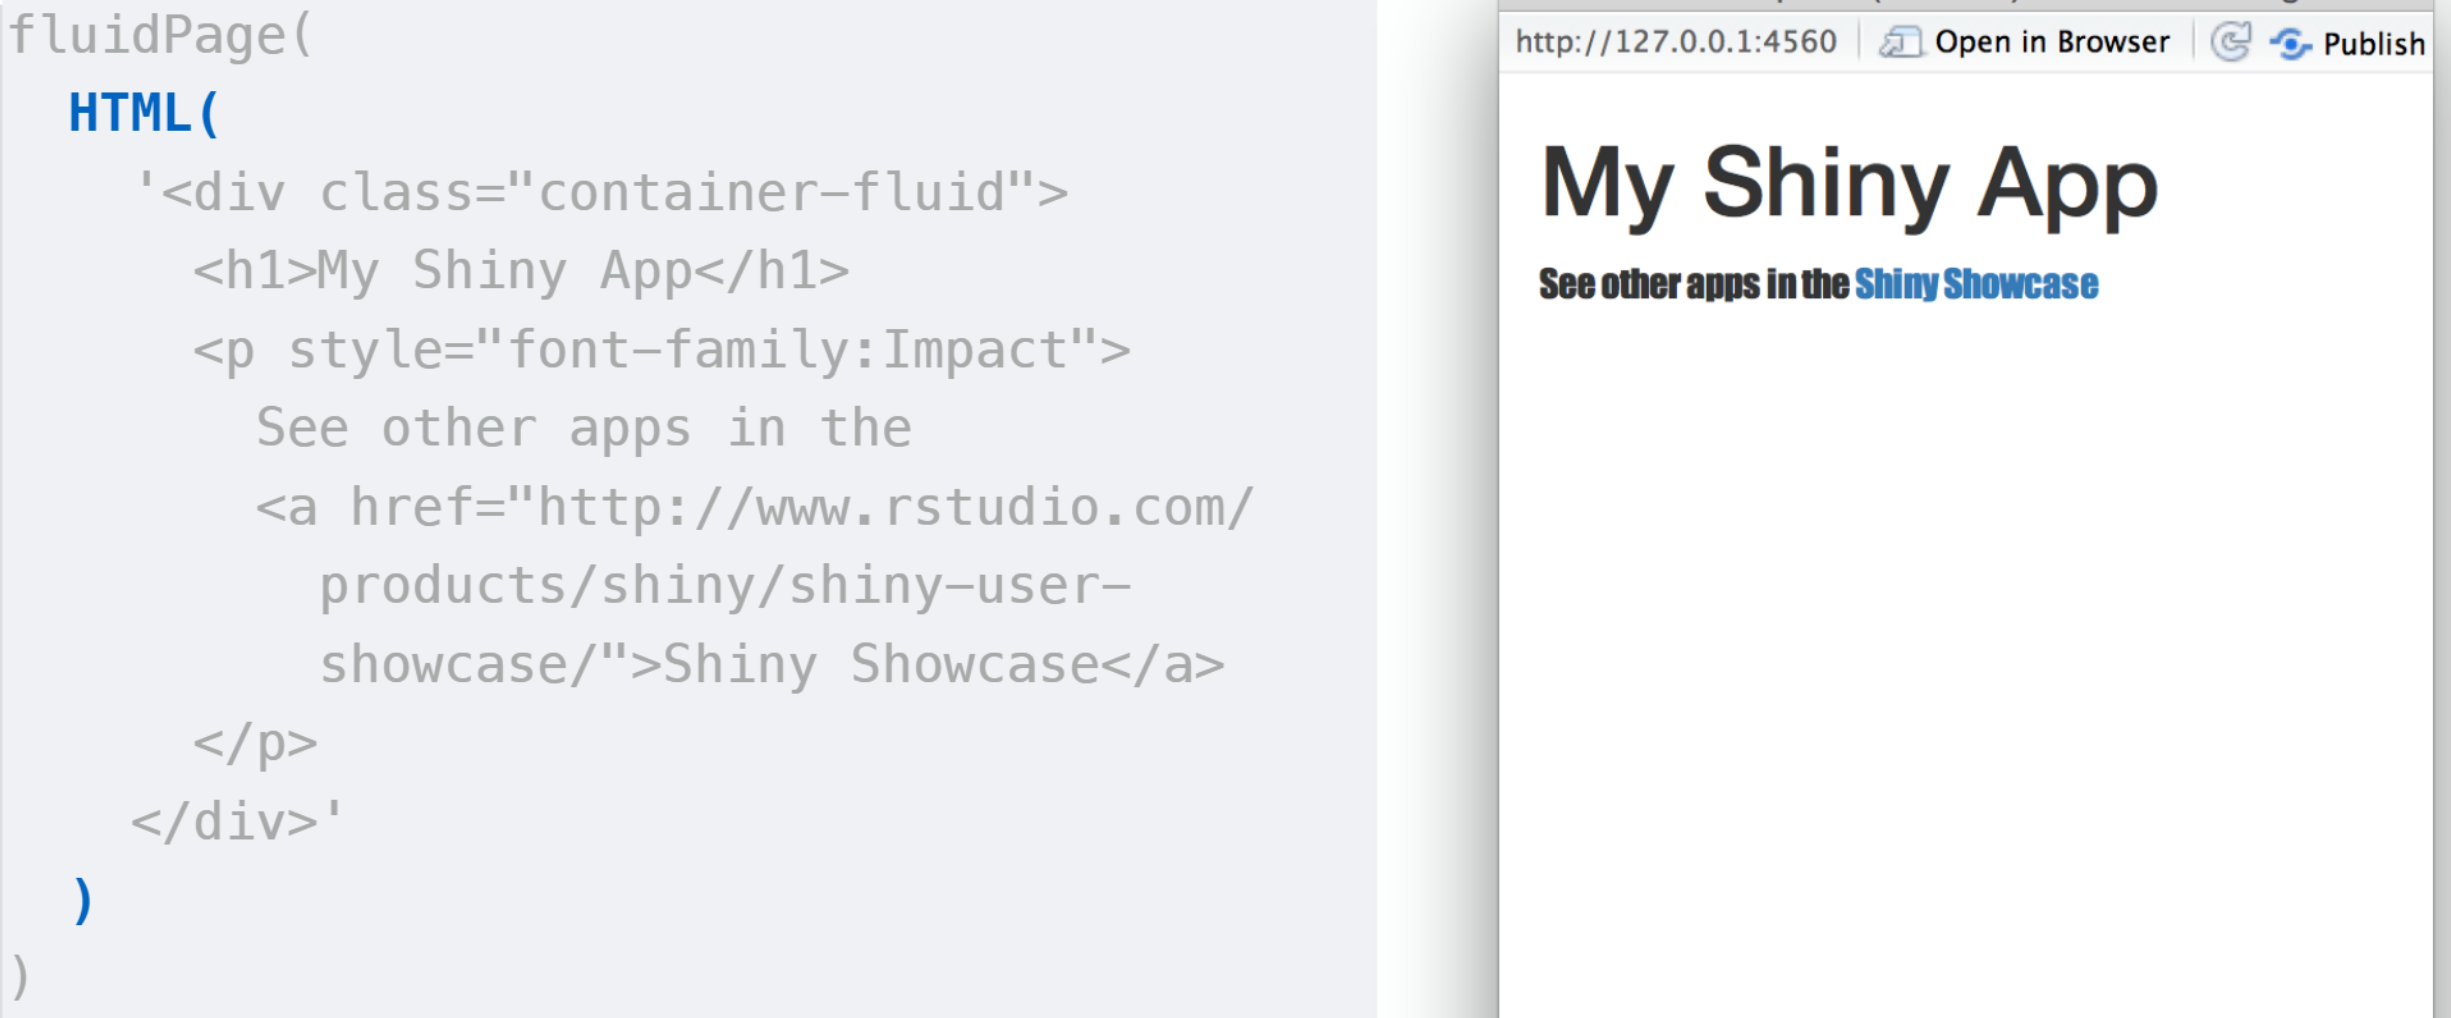 fluidPage(
HTML(
'<div class="container-fluid">
<h1>My Shiny App</h1>
<p style="font-family:Impact">
See other apps in the
<a href="http://www.rstudio.com/
products/shiny/shiny-user-
showcase/">Shiny Showcase</a>
</p>
</div>'
)
)
http://127.0.0.1:4560 Open in Browser Publish
My Shiny App
See other apps in the Shiny Showcase